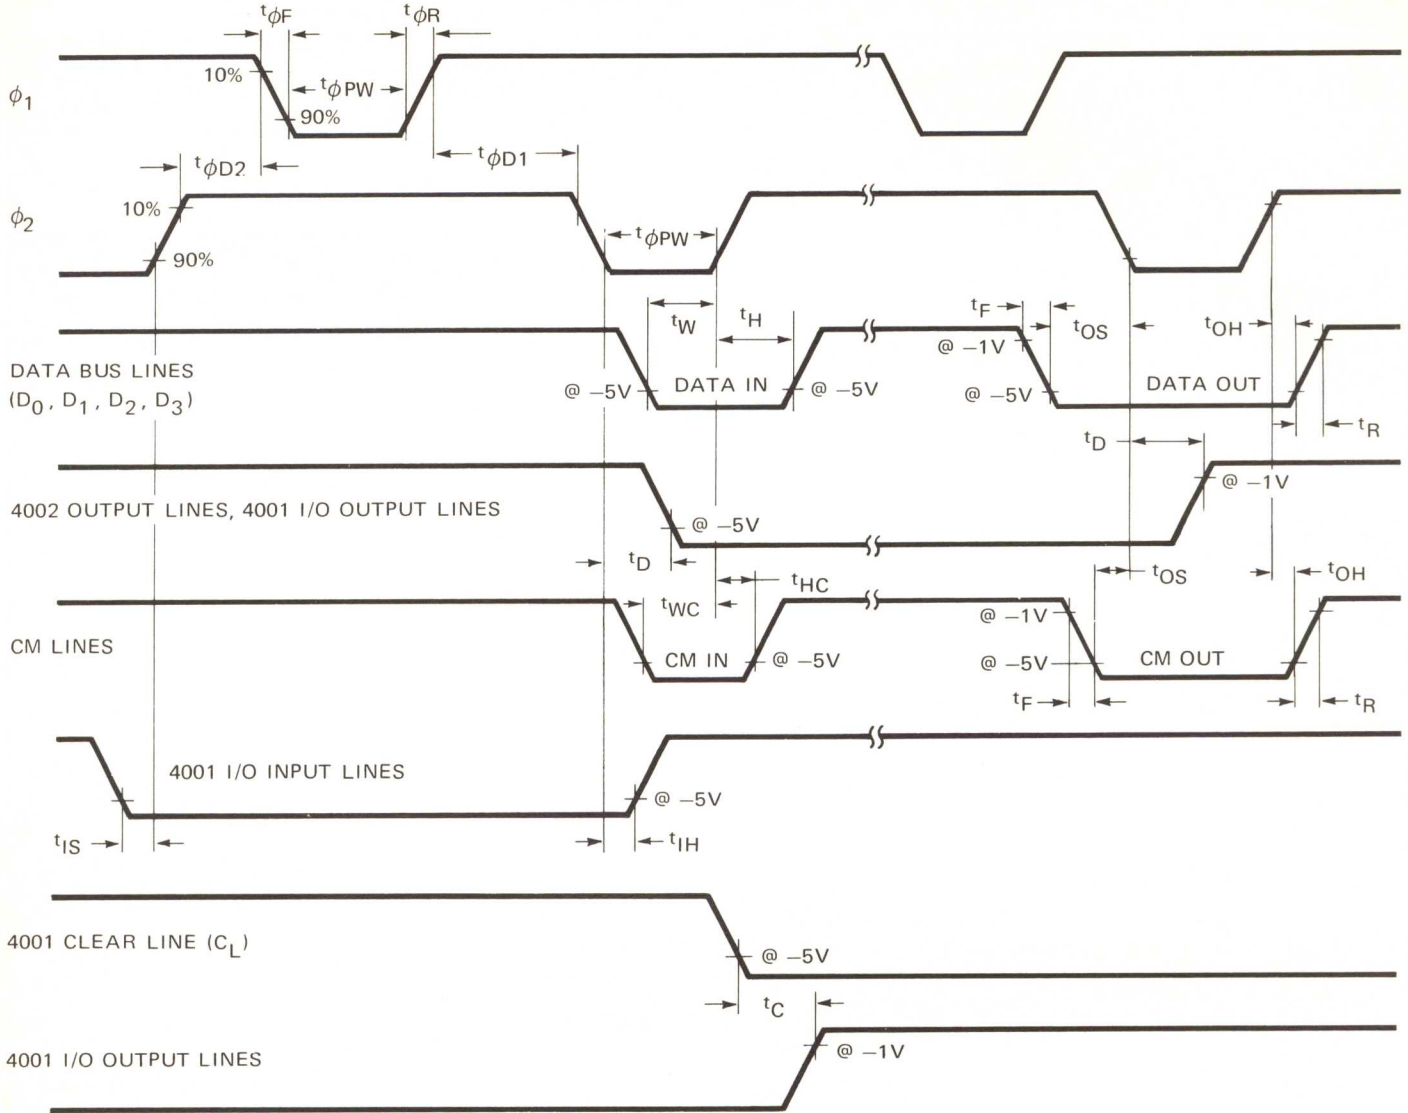 tϕF
tϕR
10%
tϕPW
ϕ1
90%
tϕD2
tϕD1
10%
ϕ2
tϕPW
90%
tW
tH
tF
tOS
tOH
@ −1V
DATA BUS LINES
(D0, D1, D2, D3)
@ −5V
DATA IN
@ −5V
@ −5V
DATA OUT
tR
tD
@ −1V
4002 OUTPUT LINES, 4001 I/O OUTPUT LINES
@ −5V
tD
tHC
tOS
tOH
tWC
@ −1V
CM LINES
CM IN
@ −5V
@ −5V
CM OUT
tF
tR
4001 I/O INPUT LINES
@ −5V
tIS
tIH
4001 CLEAR LINE (CL)
@ −5V
tC
4001 I/O OUTPUT LINES
@ −1V